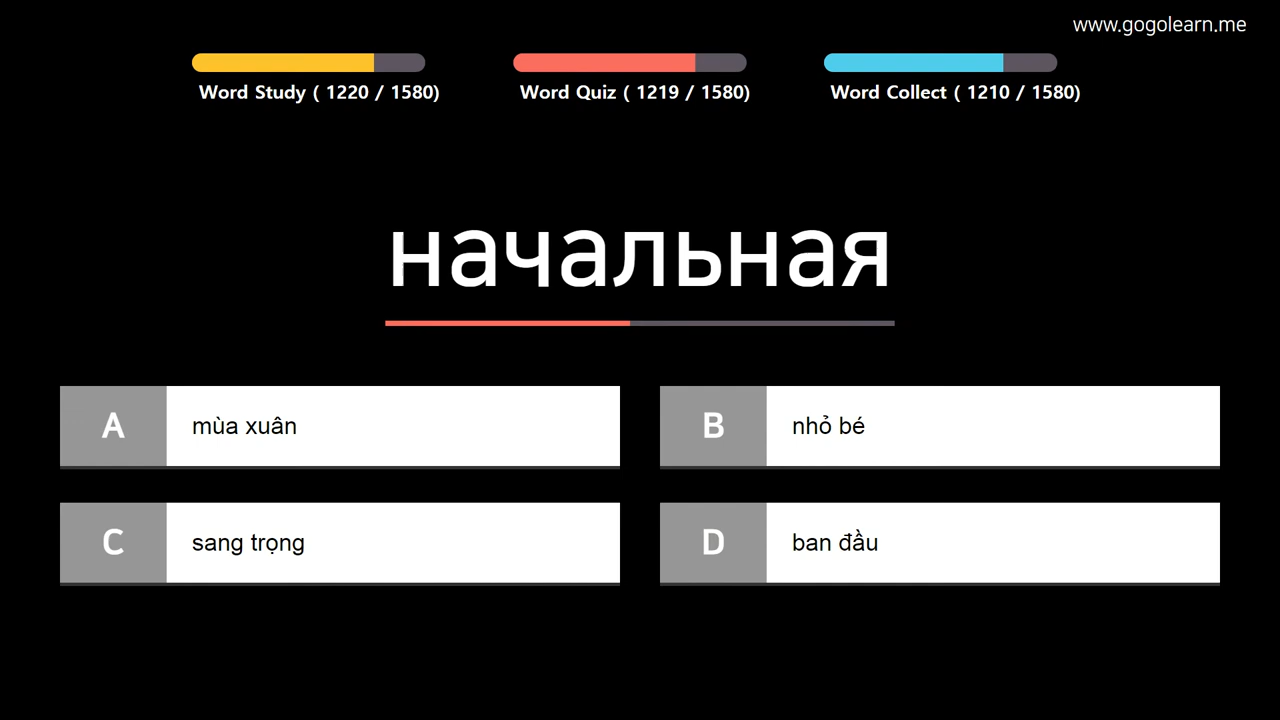 www.gogolearn.me
Word Study ( 1220 / 1580)
Word Quiz ( 1219 / 1580)
Word Collect ( 1210 / 1580)
начальная
A mùa xuân
B nhỏ bé
C sang trọng
D ban đầu